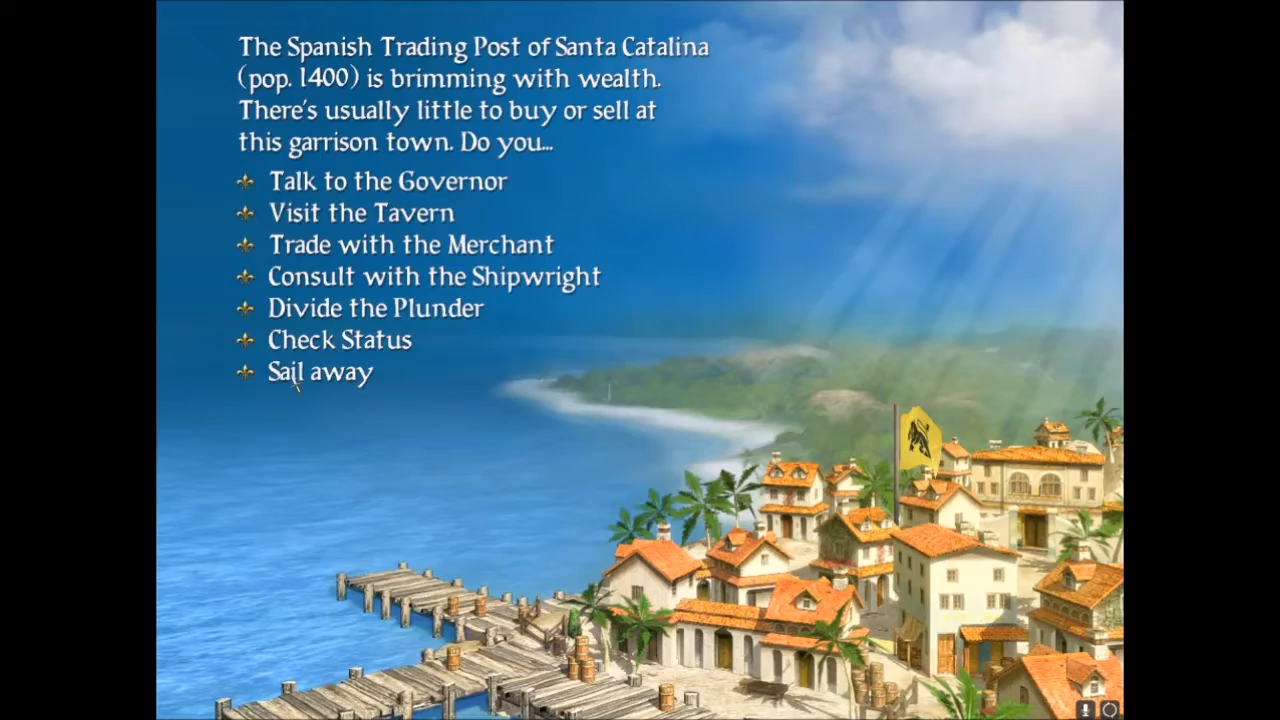 The Spanish Trading Post of Santa Catalina
(pop. 1400) is brimming with wealth.
There's usually little to buy or sell at
this garrison town. Do you...
Talk to the Governor
Visit the Tavern
Trade with the Merchant
Consult with the Shipwright
Divide the Plunder
Check Status
Sail away